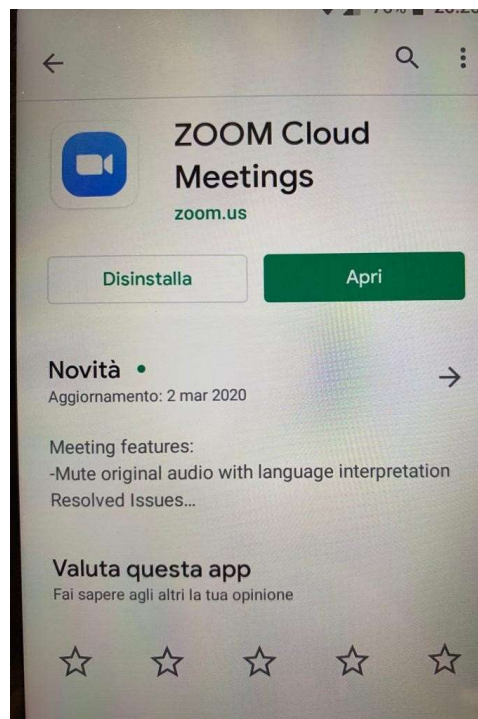 ZOOM Cloud
Meetings
zoom.us
Disinstalla
Apri
Novità
Aggiornamento: 2 mar 2020
Meeting features:
-Mute original audio with language interpretation
Resolved Issues...
Valuta questa app
Fai sapere agli altri la tua opinione